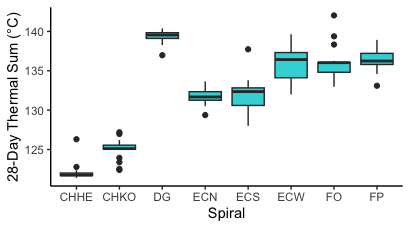 28-Day Thermal Sum (°C)
140
135
130
125
CHHE CHKO DG ECN ECS ECW FO FP
Spiral